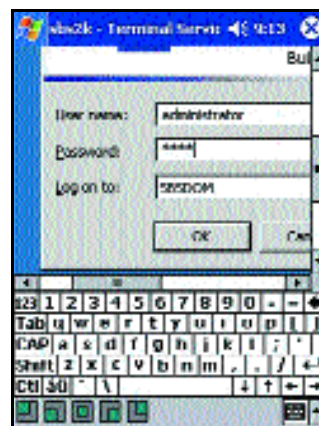 sbs2k - Terminal Servic 9:13
Bui
User name: administrator
Password: ****
Log on to: SBSDOM
OK Can
123 1 2 3 4 5 6 7 8 9 0 - =
Tab q w e r t y u i o p [ ]
CAP a s d f g h j k l ; '
Shift z x c v b n m , . /
Ctl áü ` \